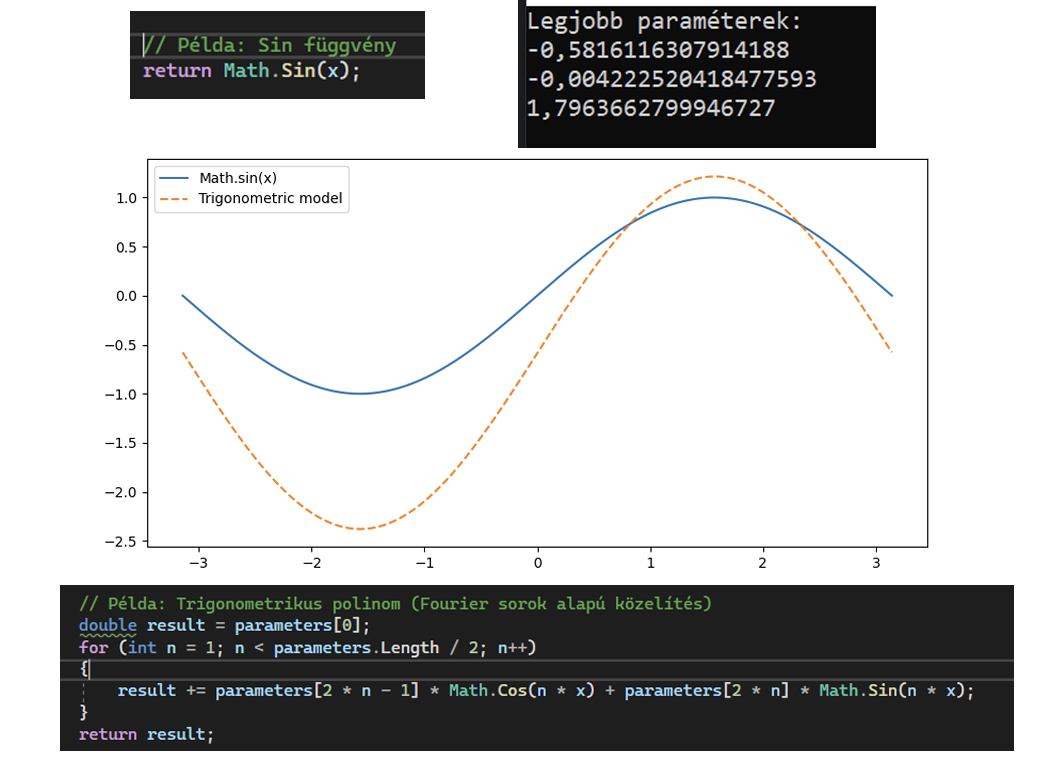 // Példa: Sin függvény
return Math.Sin(x);
Legjobb paraméterek:
-0,5816116307914188
-0,004222520418477593
1,7963662799946727
Math.sin(x)
Trigonometric model
1.0
0.5
0.0
−0.5
−1.0
−1.5
−2.0
−2.5
−3 −2 −1 0 1 2 3
// Példa: Trigonometrikus polinom (Fourier sorok alapú közelítés)
double result = parameters[0];
for (int n = 1; n < parameters.Length / 2; n++)
{
result += parameters[2 * n - 1] * Math.Cos(n * x) + parameters[2 * n] * Math.Sin(n * x);
}
return result;